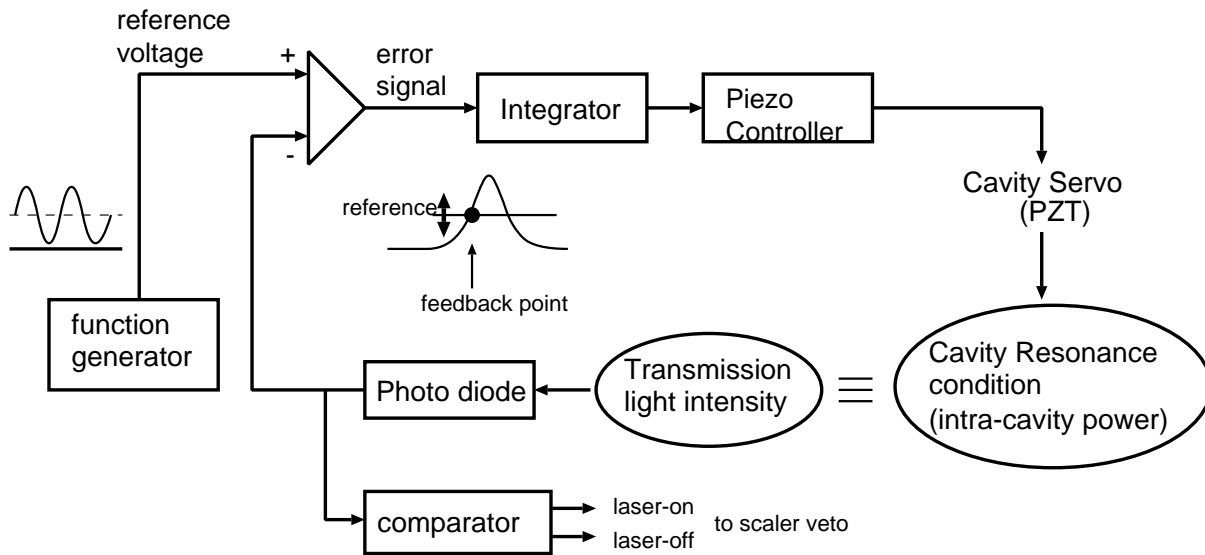 reference
voltage
+
-
error
signal
Integrator
Piezo
Controller
Cavity Servo
(PZT)
reference
feedback point
function
generator
Photo diode
Transmission
light intensity
≡
Cavity Resonance
condition
(intra-cavity power)
comparator
laser-on
laser-off
to scaler veto